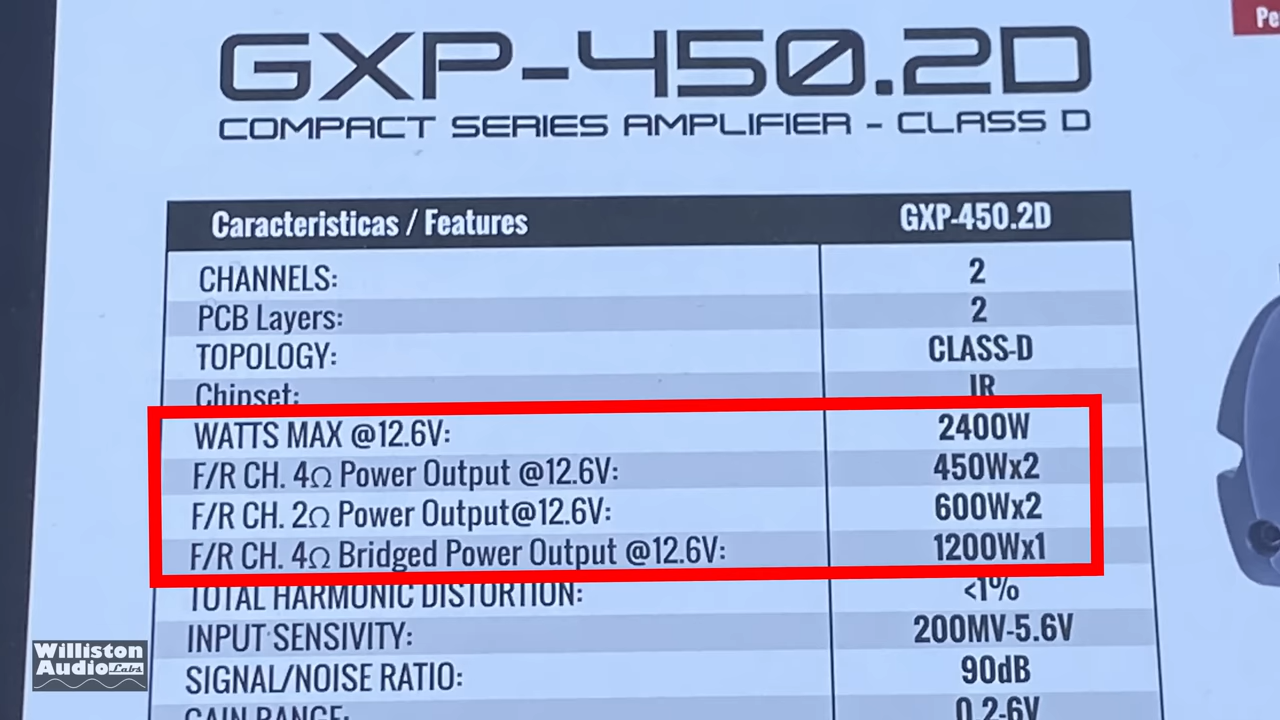 Pe
GXP-450.2D
COMPACT SERIES AMPLIFIER - CLASS D
Caracteristicas / Features GXP-450.2D
CHANNELS: 2
PCB Layers: 2
TOPOLOGY: CLASS-D
Chipset: IR
WATTS MAX @12.6V: 2400W
F/R CH. 4Ω Power Output @12.6V: 450Wx2
F/R CH. 2Ω Power Output@12.6V: 600Wx2
F/R CH. 4Ω Bridged Power Output @12.6V: 1200Wx1
TOTAL HARMONIC DISTORTION: <1%
INPUT SENSIVITY: 200MV-5.6V
SIGNAL/NOISE RATIO: 90dB
GAIN RANGE: 0.2-6V
Williston
Audio Labs